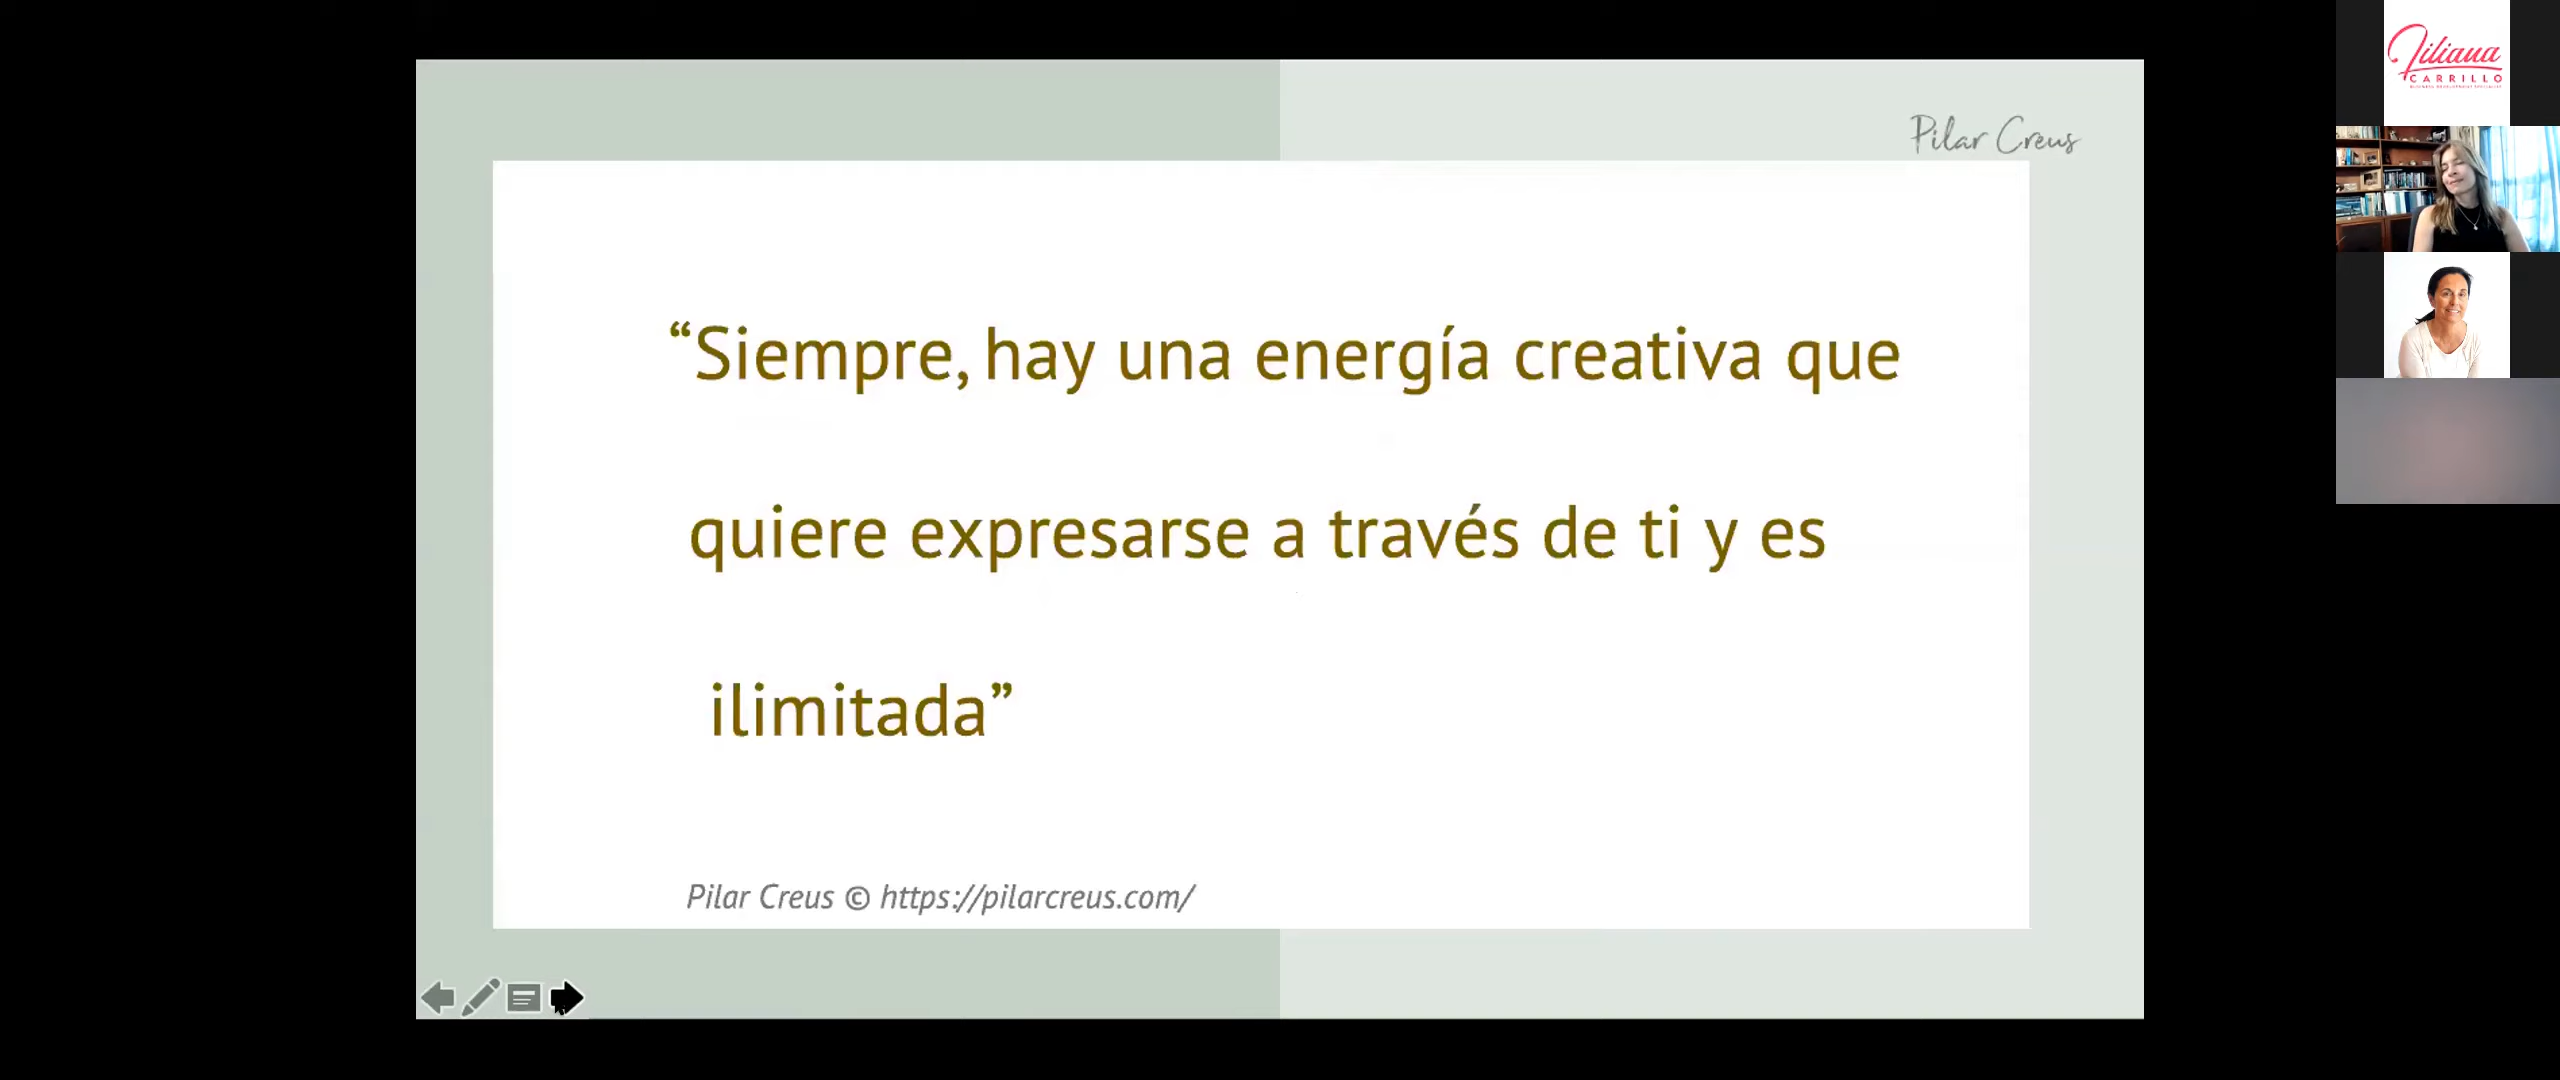 Pilar Creus
“Siempre, hay una energía creativa que
quiere expresarse a través de ti y es
ilimitada”
Pilar Creus © https://pilarcreus.com/
Liliana
CARRILLO